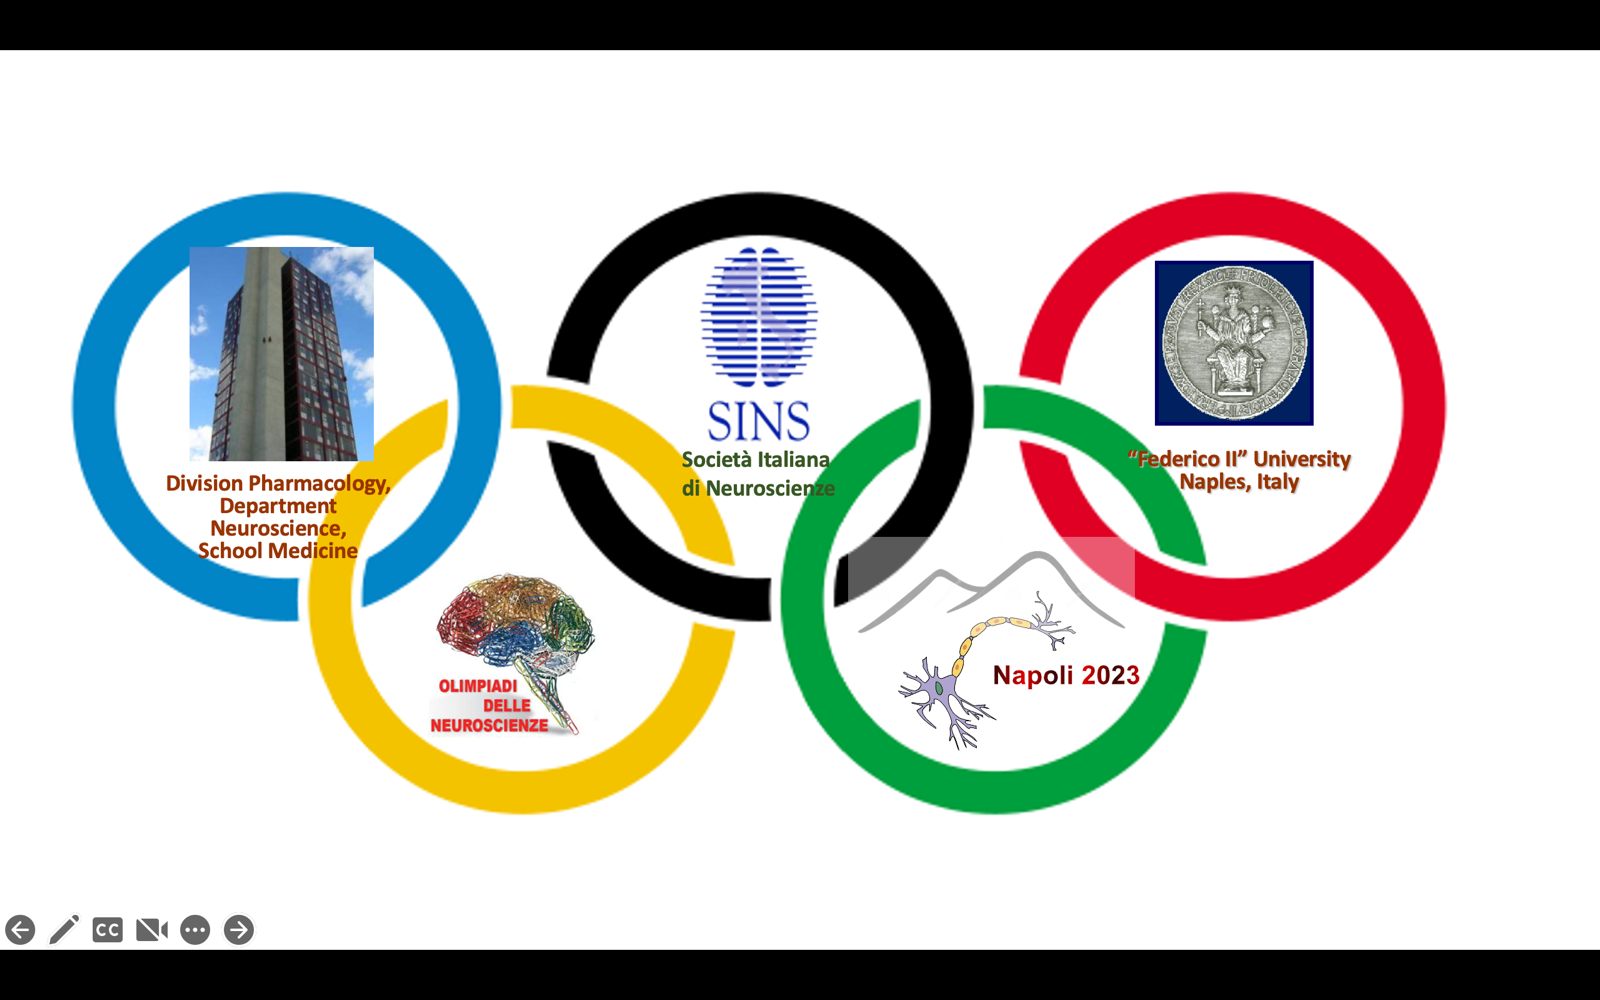 Division Pharmacology,
Department
Neuroscience,
School Medicine
SINS
Società Italiana
di Neuroscienze
“Federico II” University
Naples, Italy
OLIMPIADI
DELLE
NEUROSCIENZE
Napoli 2023
CC